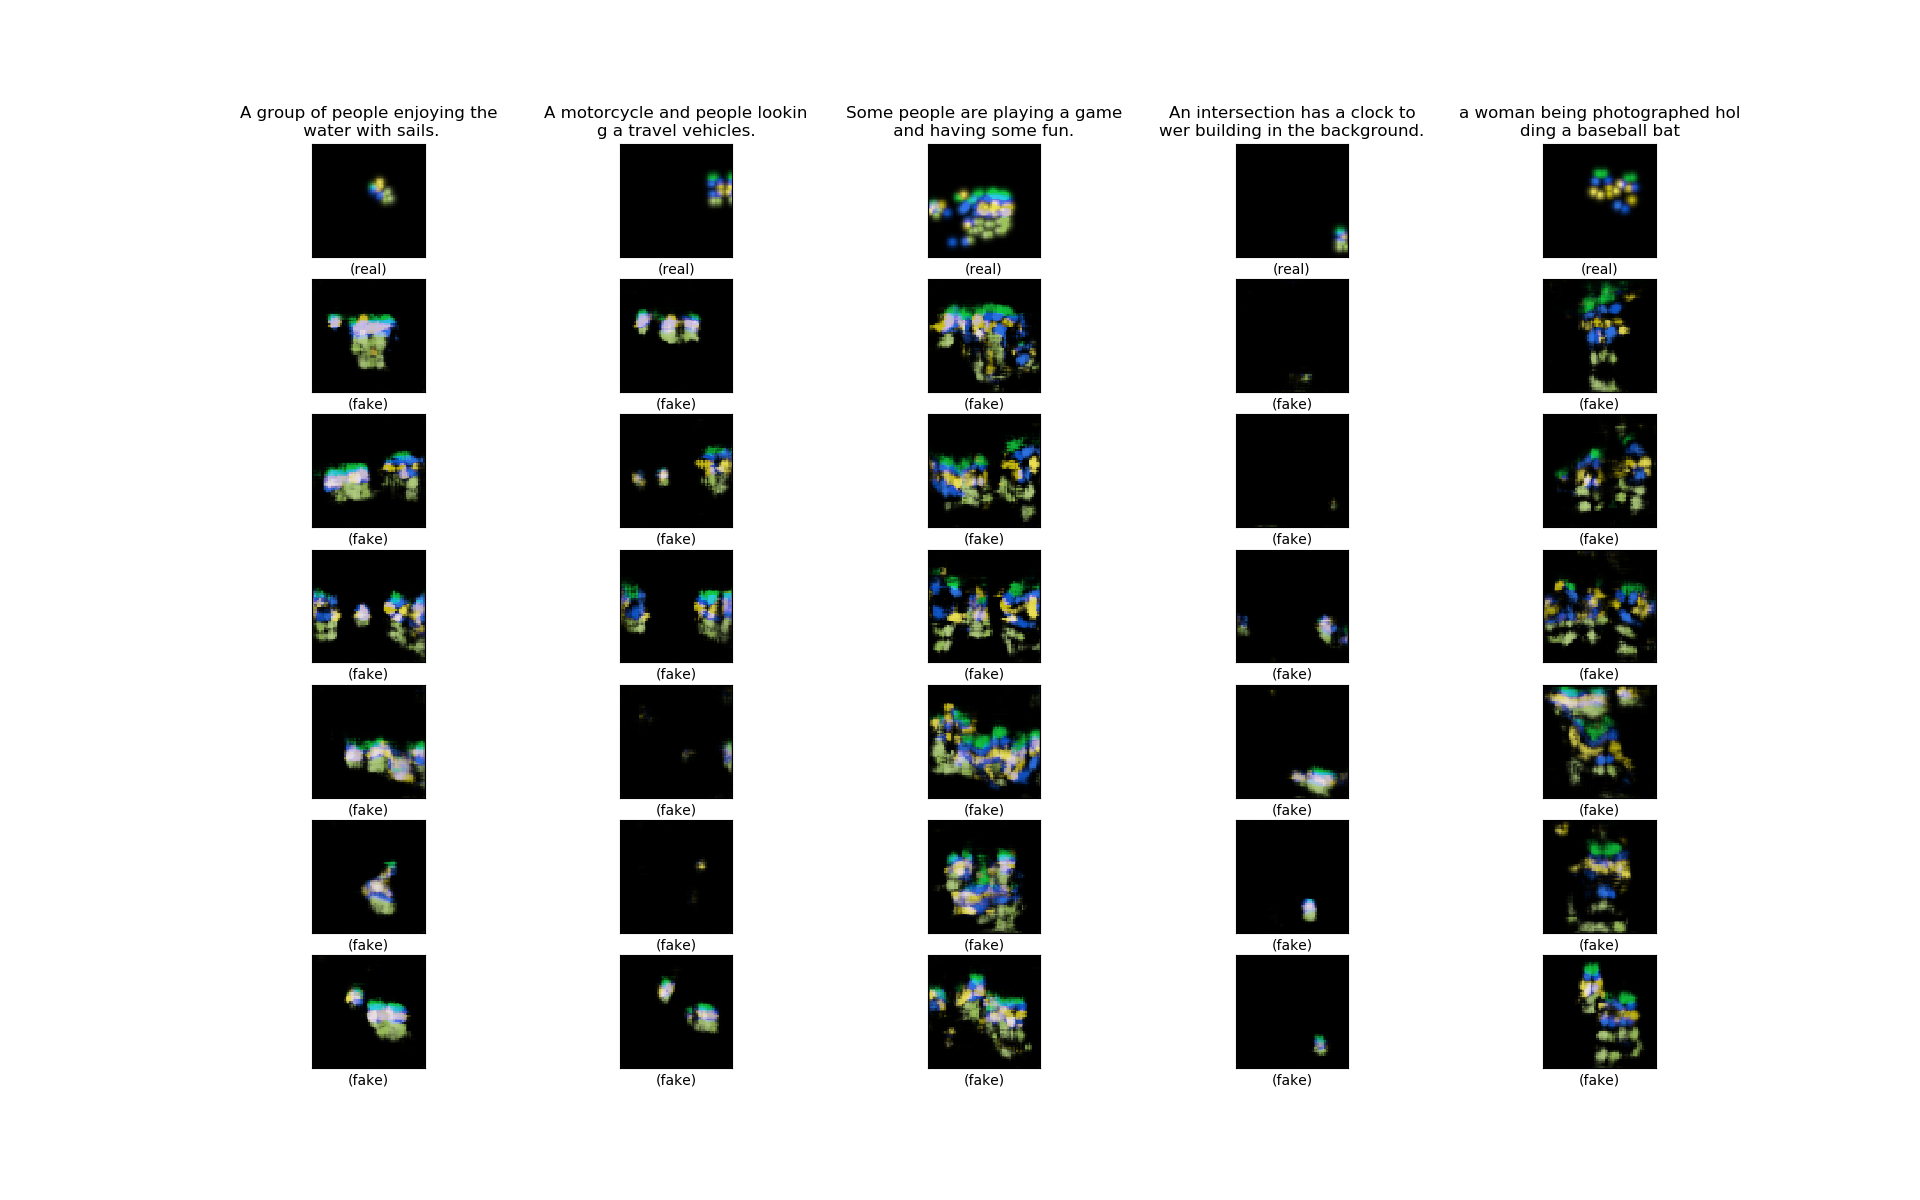 A group of people enjoying the
water with sails.
A motorcycle and people lookin
g a travel vehicles.
Some people are playing a game
and having some fun.
An intersection has a clock to
wer building in the background.
a woman being photographed hol
ding a baseball bat
(real) (real) (real) (real) (real)
(fake) (fake) (fake) (fake) (fake)
(fake) (fake) (fake) (fake) (fake)
(fake) (fake) (fake) (fake) (fake)
(fake) (fake) (fake) (fake) (fake)
(fake) (fake) (fake) (fake) (fake)
(fake) (fake) (fake) (fake) (fake)